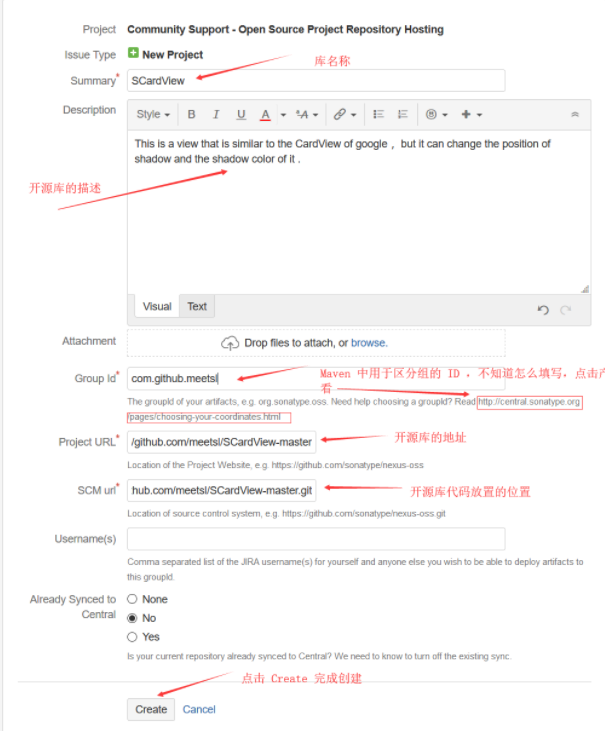 Project Community Support - Open Source Project Repository Hosting
Issue Type New Project
库名称
Summary* SCardView
Description Style B I U A
This is a view that is similar to the CardView of google , but it can change the position of
shadow and the shadow color of it .
开源库的描述
Visual Text
Attachment Drop files to attach, or browse.
Maven 中用于区分组的 ID ，不知道怎么填写，点击
看
Group Id* com.github.meetsl
The groupId of your artifacts, e.g. org.sonatype.oss. Need help choosing a groupId? Read http://central.sonatype.org
/pages/choosing-your-coordinates.html
开源库的地址
Project URL* /github.com/meetsl/SCardView-master
Location of the Project Website, e.g. https://github.com/sonatype/nexus-oss
SCM url* hub.com/meetsl/SCardView-master.git
开源库代码放置的位置
Location of source control system, e.g. https://github.com/sonatype/nexus-oss.git
Username(s)
Comma separated list of the JIRA username(s) for yourself and anyone else you wish to be able to deploy artifacts to
this groupId.
Already Synced to None
Central No
Yes
Is your current repository already synced to Central? We need to know to turn off the existing sync.
点击 Create 完成创建
Create Cancel